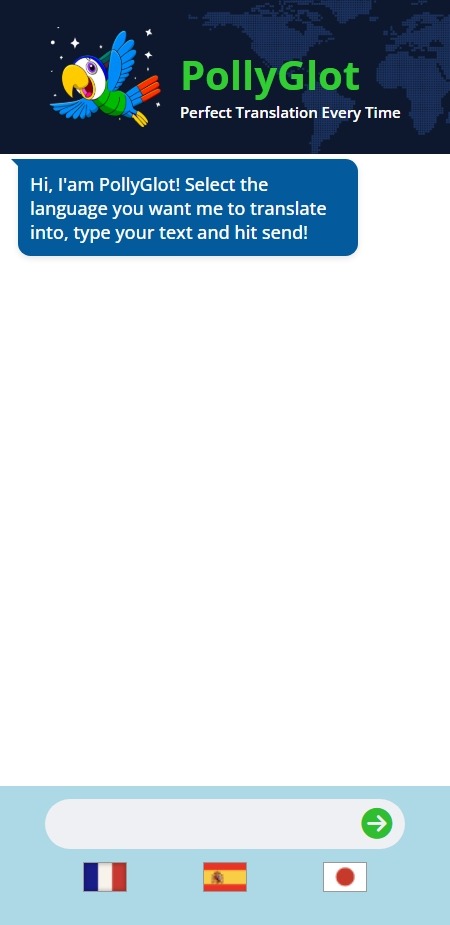 PollyGlot
Perfect Translation Every Time
Hi, I'am PollyGlot! Select the
language you want me to translate
into, type your text and hit send!